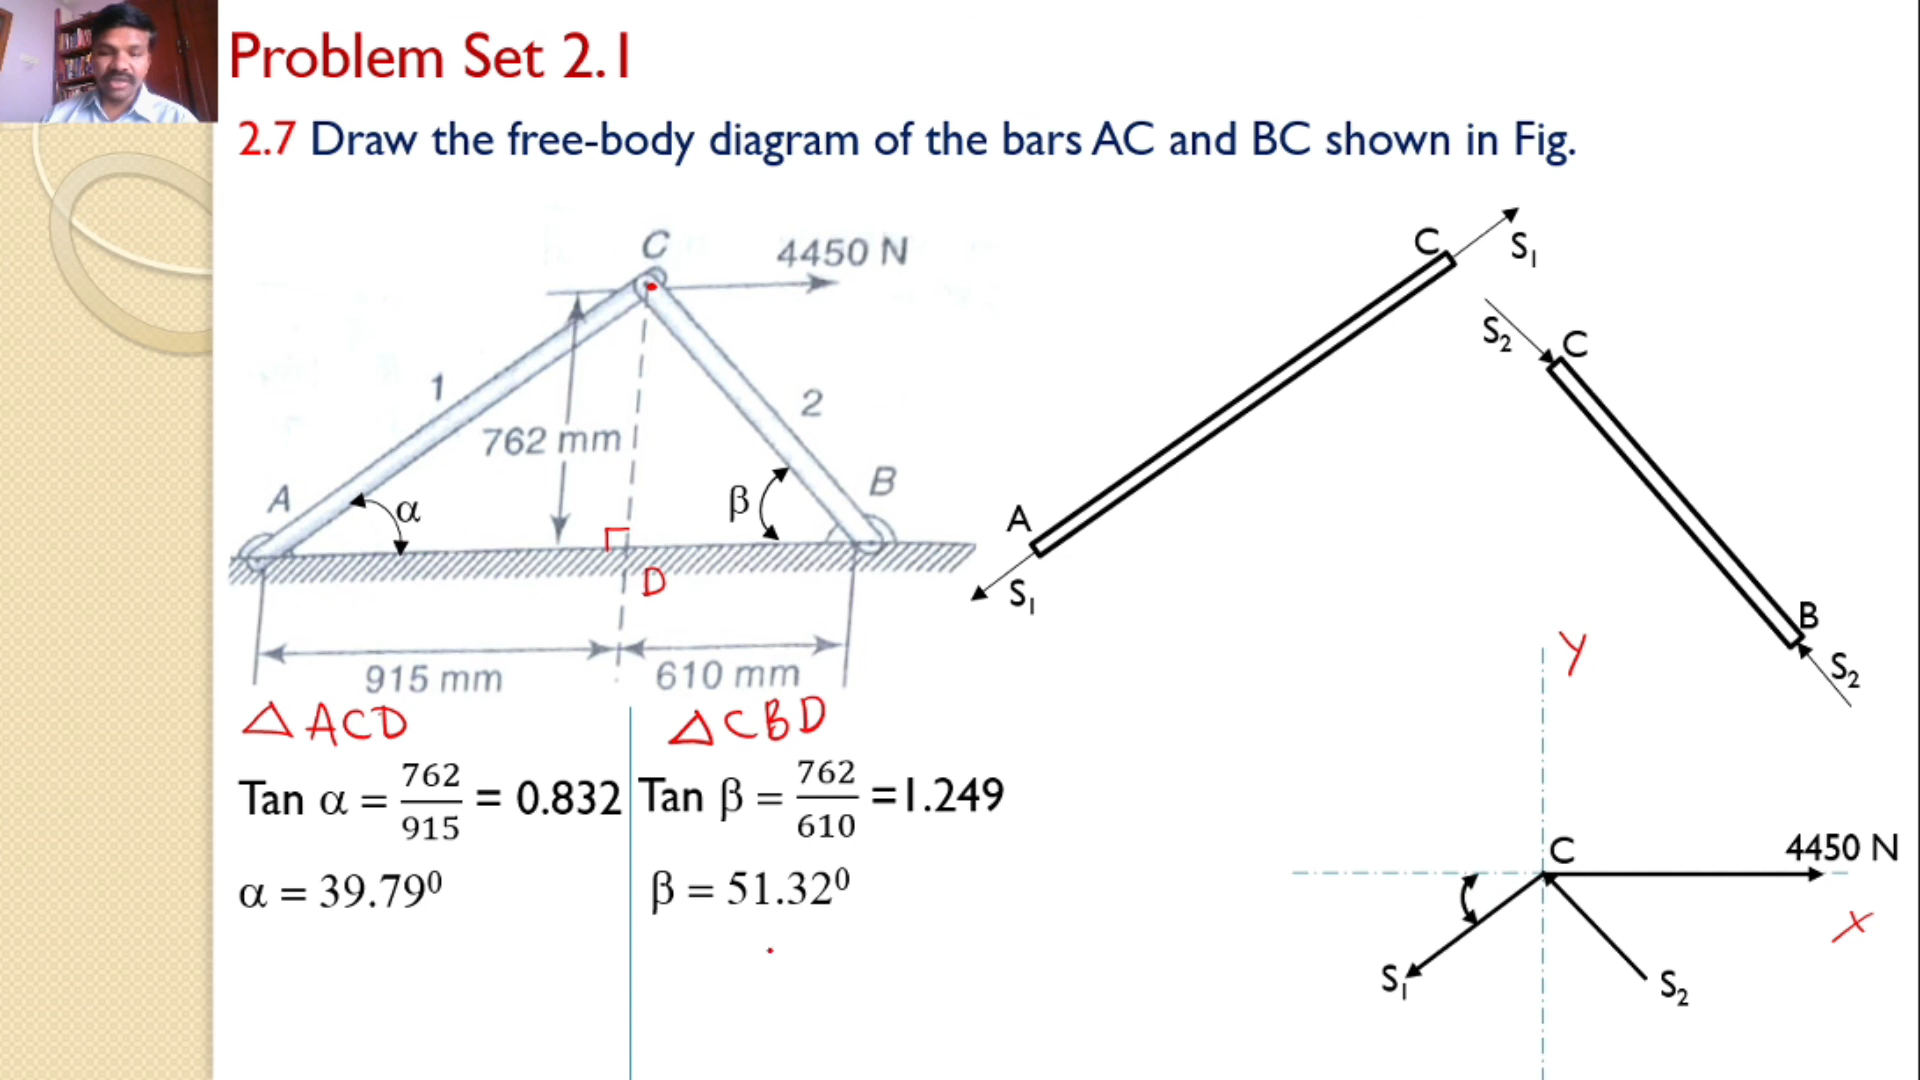 Problem Set 2.1
2.7 Draw the free-body diagram of the bars AC and BC shown in Fig.
C
4450 N
1
2
762 mm
A
α
β
B
D
915 mm
610 mm
C
S1
S2
C
A
S1
B
S2
△ ACD
Tan α = 762/915 = 0.832
α = 39.79⁰
△ CBD
Tan β = 762/610 =1.249
β = 51.32⁰
y
C
4450 N
x
S1
S2